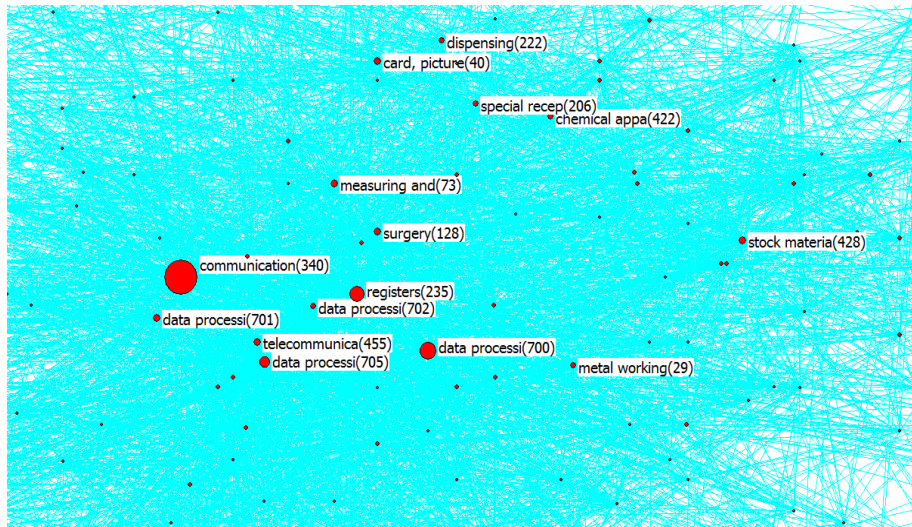 dispensing(222)
card, picture(40)
special recep(206)
chemical appa(422)
measuring and(73)
surgery(128)
stock materia(428)
communication(340)
registers(235)
data processi(702)
data processi(701)
telecommunica(455)
data processi(700)
data processi(705)
metal working(29)